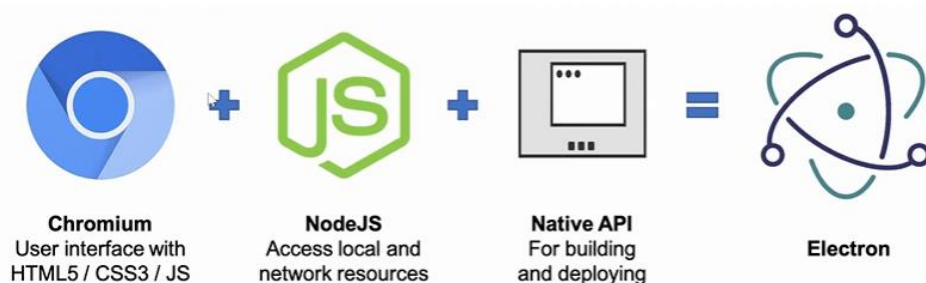 JS
Chromium
User interface with
HTML5 / CSS3 / JS
NodeJS
Access local and
network resources
Native API
For building
and deploying
Electron